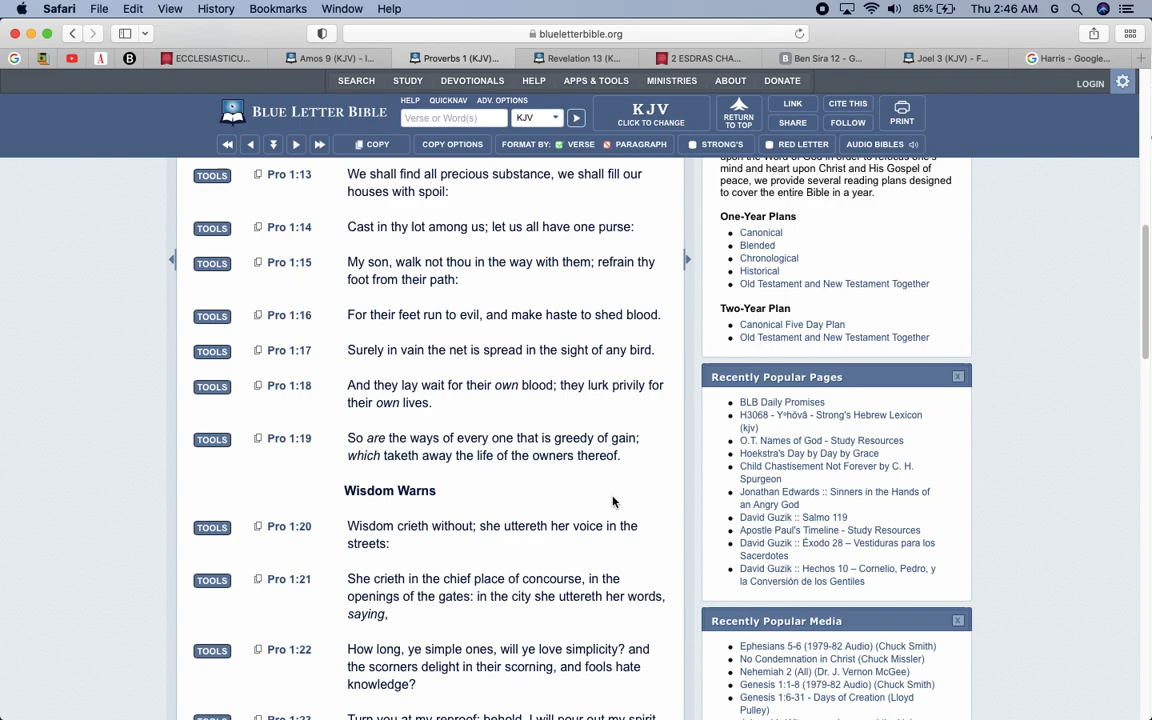 Safari File Edit View History Bookmarks Window Help 85% Thu 2:46 AM G
blueletterbible.org
ECCLESIASTICU... Amos 9 (KJV) - I... Proverbs 1 (KJV)... Revelation 13 (K... 2 ESDRAS CHA... Ben Sira 12 - G... Joel 3 (KJV) - F... Harris - Google...
SEARCH STUDY DEVOTIONALS HELP APPS & TOOLS MINISTRIES ABOUT DONATE LOGIN
BLUE LETTER BIBLE
HELP QUICKNAV ADV. OPTIONS
Verse or Word(s) KJV
KJV
CLICK TO CHANGE
RETURN
TO TOP
LINK CITE THIS
SHARE FOLLOW
PRINT
COPY COPY OPTIONS FORMAT BY: VERSE PARAGRAPH STRONG'S RED LETTER AUDIO BIBLES
TOOLS Pro 1:13 We shall find all precious substance, we shall fill our
houses with spoil:
TOOLS Pro 1:14 Cast in thy lot among us; let us all have one purse:
TOOLS Pro 1:15 My son, walk not thou in the way with them; refrain thy
foot from their path:
TOOLS Pro 1:16 For their feet run to evil, and make haste to shed blood.
TOOLS Pro 1:17 Surely in vain the net is spread in the sight of any bird.
TOOLS Pro 1:18 And they lay wait for their own blood; they lurk privily for
their own lives.
TOOLS Pro 1:19 So are the ways of every one that is greedy of gain;
which taketh away the life of the owners thereof.
Wisdom Warns
TOOLS Pro 1:20 Wisdom crieth without; she uttereth her voice in the
streets:
TOOLS Pro 1:21 She crieth in the chief place of concourse, in the
openings of the gates: in the city she uttereth her words,
saying,
TOOLS Pro 1:22 How long, ye simple ones, will ye love simplicity? and
the scorners delight in their scorning, and fools hate
knowledge?
TOOLS Pro 1:23 Turn you at my reproof: behold, I will pour out my spirit
upon the Word of God in order to refocus one's
mind and heart upon Christ and His Gospel of
peace, we provide several reading plans designed
to cover the entire Bible in a year.
One-Year Plans
Canonical
Blended
Chronological
Historical
Old Testament and New Testament Together
Two-Year Plan
Canonical Five Day Plan
Old Testament and New Testament Together
Recently Popular Pages
BLB Daily Promises
H3068 - Yᵉhōvâ - Strong's Hebrew Lexicon
(kjv)
O.T. Names of God - Study Resources
Hoekstra's Day by Day by Grace
Child Chastisement Not Forever by C. H.
Spurgeon
Jonathan Edwards :: Sinners in the Hands of
an Angry God
David Guzik :: Salmo 119
Apostle Paul's Timeline - Study Resources
David Guzik :: Éxodo 28 – Vestiduras para los
Sacerdotes
David Guzik :: Hechos 10 – Cornelio, Pedro, y
la Conversión de los Gentiles
Recently Popular Media
Ephesians 5-6 (1979-82 Audio) (Chuck Smith)
No Condemnation in Christ (Chuck Missler)
Nehemiah 2 (All) (Dr. J. Vernon McGee)
Genesis 1:1-8 (1979-82 Audio) (Chuck Smith)
Genesis 1:6-31 - Days of Creation (Lloyd
Pulley)